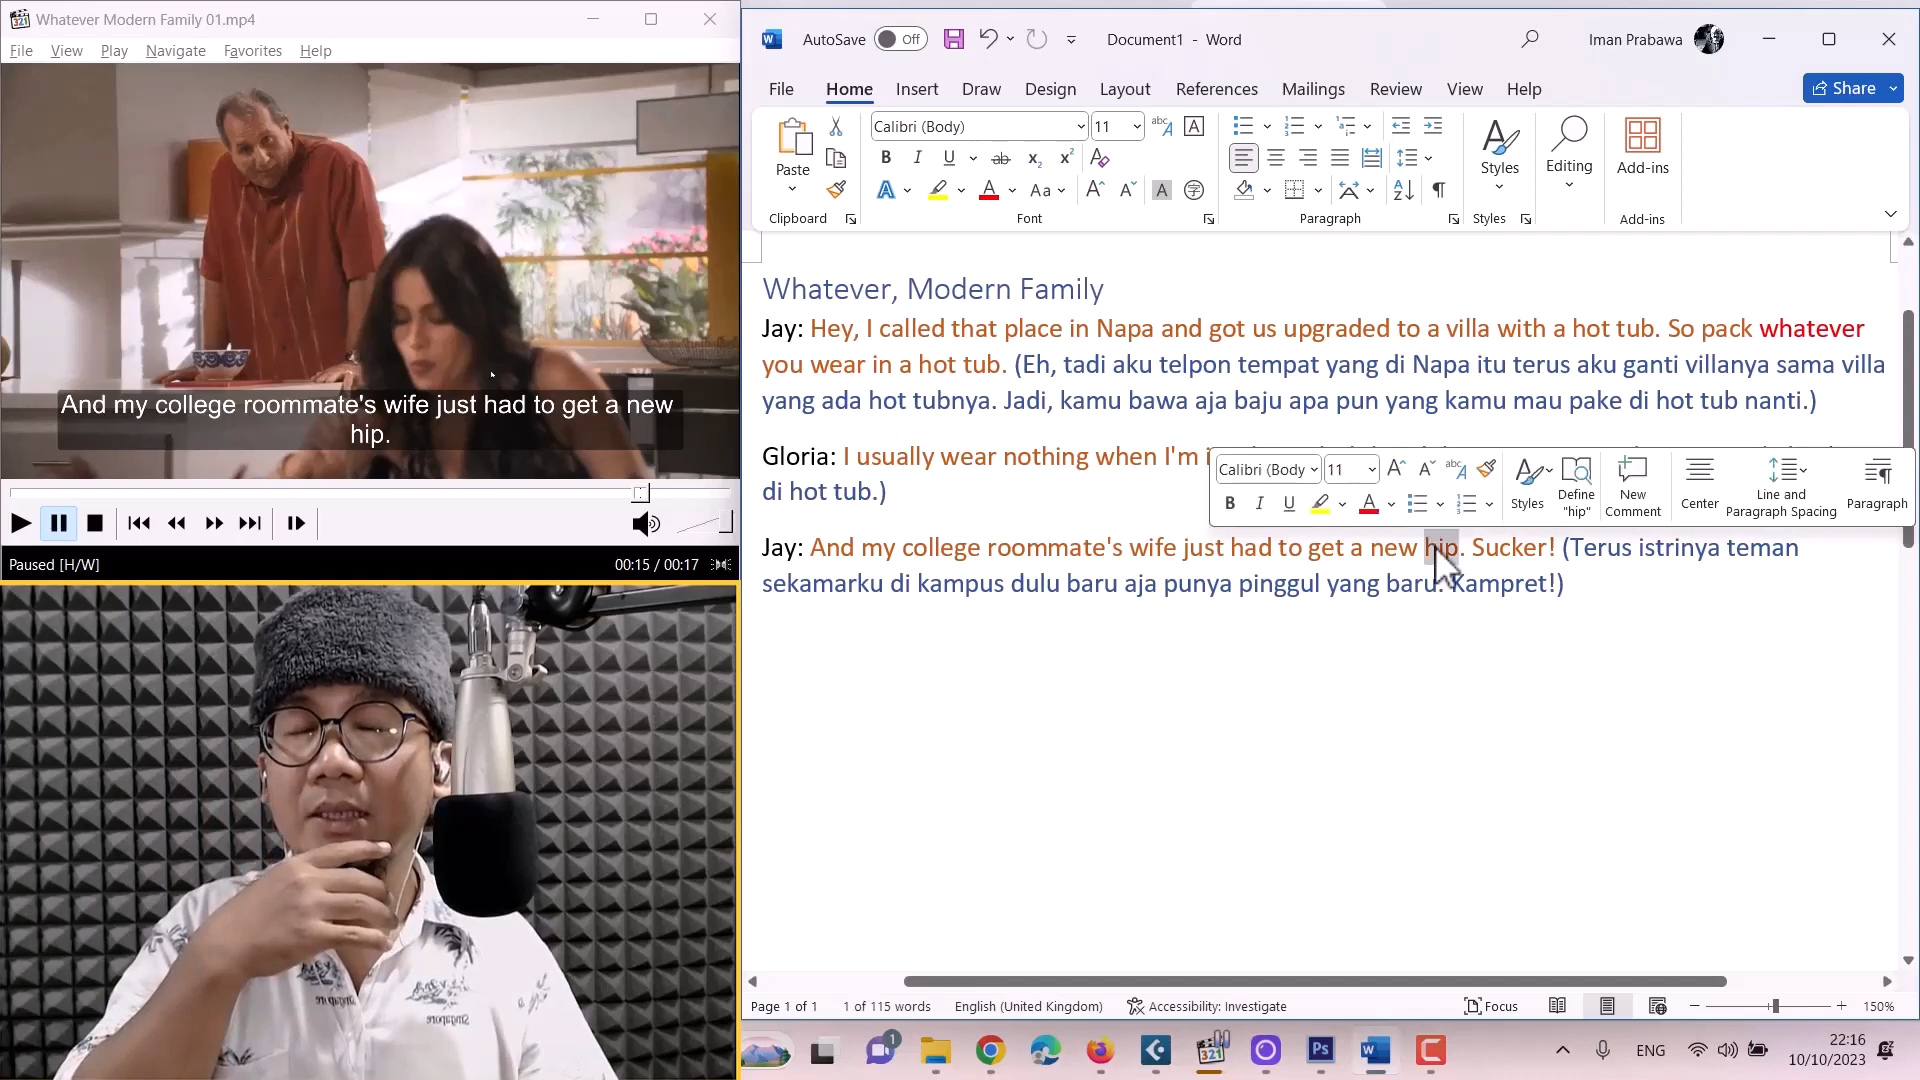 Whatever Modern Family 01.mp4
File View Play Navigate Favorites Help
And my college roommate's wife just had to get a new
hip.
Paused [H/W]
00:15 / 00:17
AutoSave Off
Document1 - Word
Iman Prabawa
File Home Insert Draw Design Layout References Mailings Review View Help
Share
Paste
Clipboard
Calibri (Body) 11
Font
Paragraph
Styles
Styles
Editing
Add-ins
Add-ins
Whatever, Modern Family
Jay: Hey, I called that place in Napa and got us upgraded to a villa with a hot tub. So pack whatever
you wear in a hot tub. (Eh, tadi aku telpon tempat yang di Napa itu terus aku ganti villanya sama villa
yang ada hot tubnya. Jadi, kamu bawa aja baju apa pun yang kamu mau pake di hot tub nanti.)
Gloria: I usually wear nothing when I'm i
di hot tub.)
Calibri (Body 11
Styles
Define
"hip"
New
Comment
Center
Line and
Paragraph Spacing
Paragraph
Jay: And my college roommate's wife just had to get a new hip. Sucker! (Terus istrinya teman
sekamarku di kampus dulu baru aja punya pinggul yang baru. Kampret!)
Page 1 of 1
1 of 115 words
English (United Kingdom)
Accessibility: Investigate
Focus
150%
1
321
Ps
ENG
22:16
10/10/2023